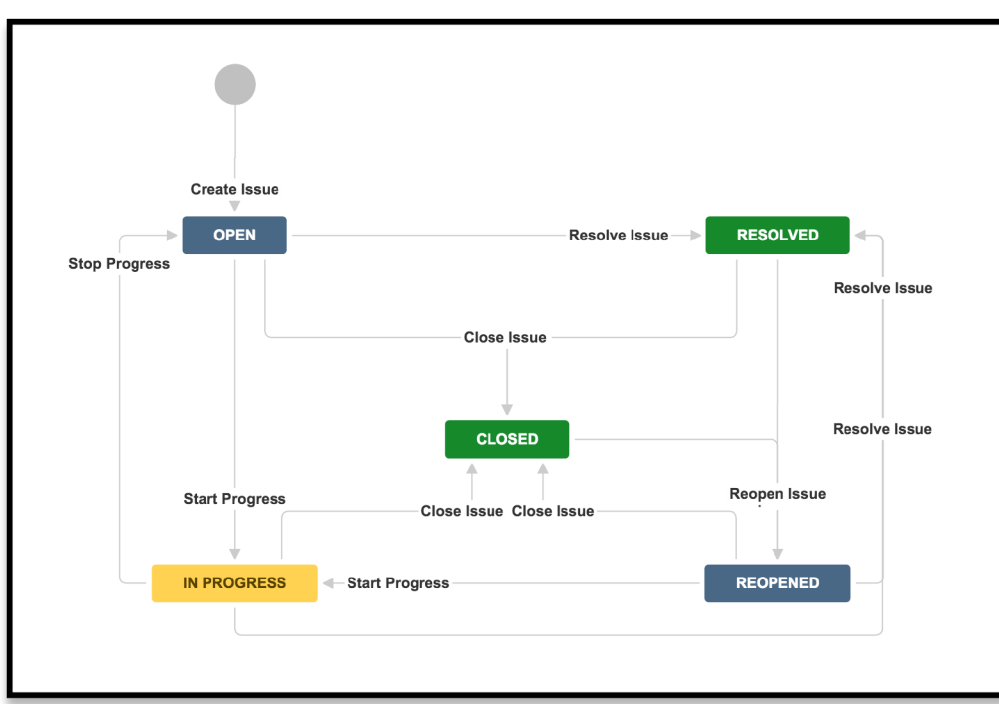 Create Issue
OPEN
Resolve Issue
RESOLVED
Stop Progress
Resolve Issue
Close Issue
Resolve Issue
CLOSED
Start Progress
Close Issue
Close Issue
Reopen Issue
IN PROGRESS
Start Progress
REOPENED